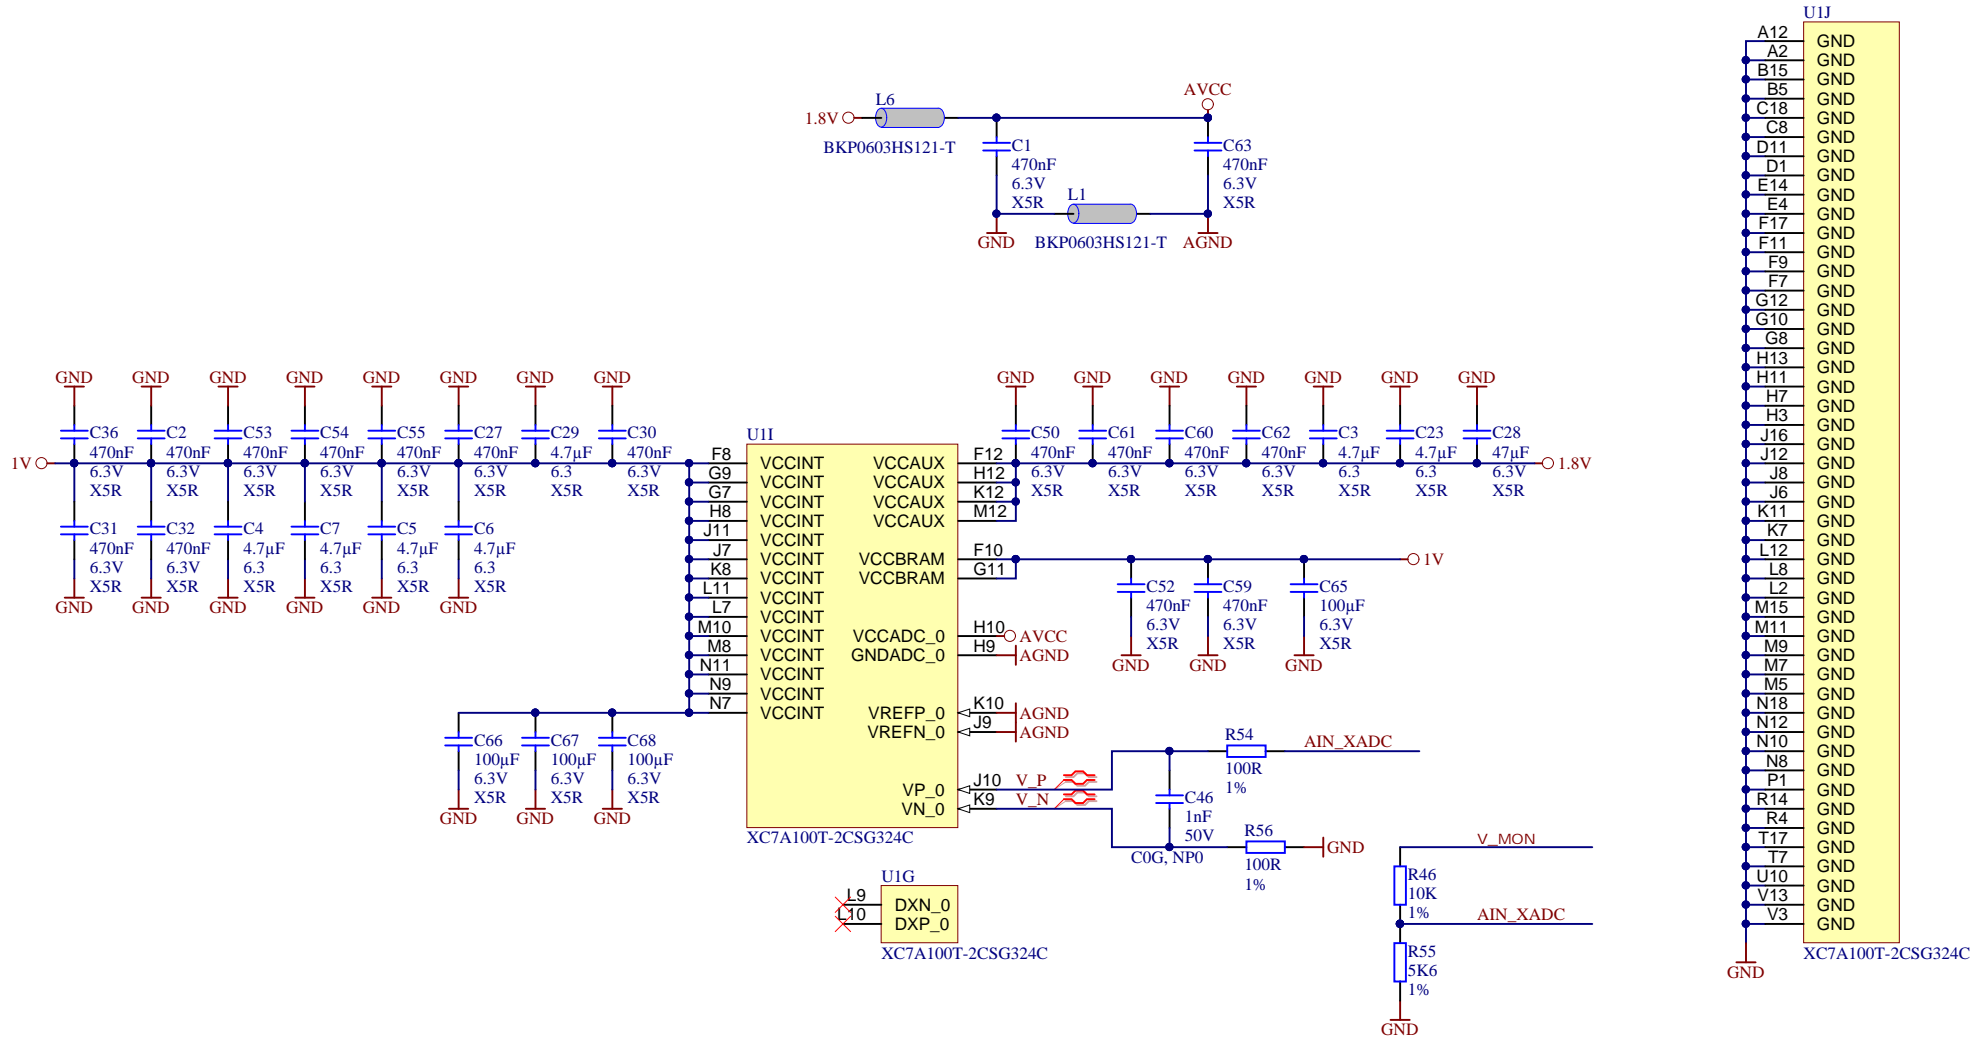 U1J
A12 GND
A2 GND
B15 GND
B5 GND
C18 GND
C8 GND
D11 GND
D1 GND
E14 GND
E4 GND
F17 GND
F11 GND
F9 GND
F7 GND
G12 GND
G10 GND
G8 GND
H13 GND
H11 GND
H7 GND
H3 GND
J16 GND
J12 GND
J8 GND
J6 GND
K11 GND
K7 GND
L12 GND
L8 GND
L2 GND
M15 GND
M11 GND
M9 GND
M7 GND
M5 GND
N18 GND
N12 GND
N10 GND
N8 GND
P1 GND
R14 GND
R4 GND
T17 GND
T7 GND
U10 GND
V13 GND
V3 GND
GND
XC7A100T-2CSG324C
AVCC
1.8V
L6
BKP0603HS121-T
C1
470nF
6.3V
X5R
C63
470nF
6.3V
X5R
L1
BKP0603HS121-T
GND
AGND
GND GND GND GND GND GND GND GND
C36 C2 C53 C54 C55 C27 C29 C30
470nF 470nF 470nF 470nF 470nF 470nF 4.7µF 470nF
1V
6.3V 6.3V 6.3V 6.3V 6.3V 6.3V 6.3 6.3V
X5R X5R X5R X5R X5R X5R X5R X5R
C31 C32 C4 C7 C5 C6
470nF 470nF 4.7µF 4.7µF 4.7µF 4.7µF
6.3V 6.3V 6.3 6.3 6.3 6.3
X5R X5R X5R X5R X5R X5R
GND GND GND GND GND GND
C66 C67 C68
100µF 100µF 100µF
6.3V 6.3V 6.3V
X5R X5R X5R
GND GND GND
U1I
F8 VCCINT
G9 VCCINT
G7 VCCINT
H8 VCCINT
J11 VCCINT
J7 VCCINT
K8 VCCINT
L11 VCCINT
L7 VCCINT
M10 VCCINT
M8 VCCINT
N11 VCCINT
N9 VCCINT
N7 VCCINT
VCCAUX F12
VCCAUX H12
VCCAUX K12
VCCAUX M12
VCCBRAM F10
VCCBRAM G11
VCCADC_0 H10 AVCC
GNDADC_0 H9 AGND
VREFP_0 K10 AGND
VREFN_0 J9 AGND
VP_0 J10 V_P
VN_0 K9 V_N
XC7A100T-2CSG324C
GND GND GND GND GND GND GND
C50 C61 C60 C62 C3 C23 C28
470nF 470nF 470nF 470nF 4.7µF 4.7µF 47µF
1.8V
6.3V 6.3V 6.3V 6.3V 6.3V 6.3 6.3V
X5R X5R X5R X5R X5R X5R X5R
1V
C52 C59 C65
470nF 470nF 100µF
6.3V 6.3V 6.3V
X5R X5R X5R
GND GND GND
R54
100R
1%
AIN_XADC
C46
1nF
50V
C0G, NP0
R56
100R
1%
GND
V_MON
R46
10K
1%
AIN_XADC
R55
5K6
1%
GND
U1G
L9 DXN_0
L10 DXP_0
XC7A100T-2CSG324C